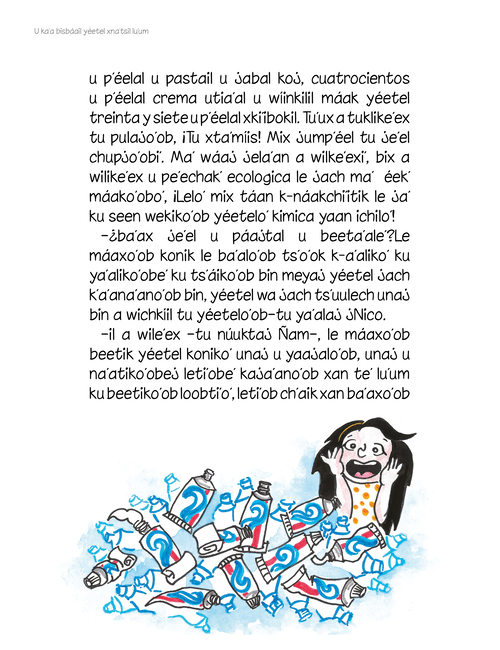 U ka'a bisbáail yéetel xna'tsil lu'um
u p'éelal u pastail u jabal koj, cuatrocientos
u p'éelal crema utia'al u wíinkilil máak yéetel
treinta y siete u p'éelal xki'ibokil. Tu'ux a tuklike'ex
tu pulajo'ob, ¡Tu xta'míis! Mix jump'éel tu je'el
chupjo'obi'. Ma' wáaj jela'an a wilke'exi', bix a
wilike'ex u pe'echak' ecologica le jach ma' éek'
máako'obo', ¡Lelo' mix táan k-náakchi'itik le ja'
ku seen wekiko'ob yéetelo' kimica yaan ichilo'!
–¿ba'ax je'el u páajtal u beeta'ale'?Le
máaxo'ob konik le ba'alo'ob ts'o'ok k-a'aliko' ku
ya'aliko'obe' ku ts'áiko'ob bin meyaj yéetel jach
k'a'ana'ano'ob bin, yéetel wa jach ts'uulech unaj
bin a wichkíil tu yéetelo'ob–tu ya'alaj jNico.
–il a wile'ex –tu núuktaj Ñam–, le máaxo'ob
beetik yéetel koniko' unaj u yaajalo'ob, unaj u
na'atiko'obej leti'obe' kaja'ano'ob xan te' lu'um
ku beetiko'ob loobti'o', leti'ob ch'aik xan ba'axo'ob